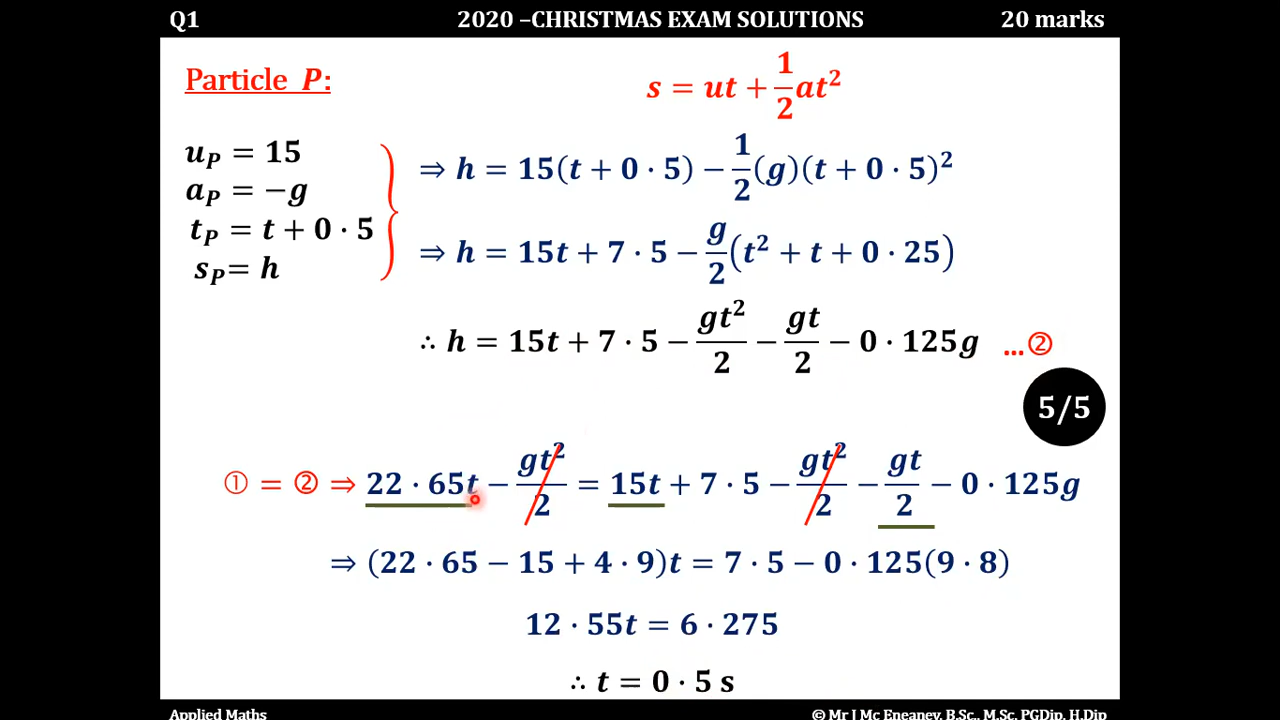 Q1 2020 –CHRISTMAS EXAM SOLUTIONS 20 marks
Particle P:
s = ut + 1/2 at²
u_P = 15
a_P = −g
t_P = t + 0·5
s_P = h
⇒ h = 15(t + 0·5) − 1/2 (g)(t + 0·5)²
⇒ h = 15t + 7·5 − g/2 (t² + t + 0·25)
∴ h = 15t + 7·5 − gt²/2 − gt/2 − 0·125g ...②
5/5
① = ② ⇒ 22·65t − gt²/2 = 15t + 7·5 − gt²/2 − gt/2 − 0·125g
⇒ (22·65 − 15 + 4·9)t = 7·5 − 0·125(9·8)
12·55t = 6·275
∴ t = 0·5 s
Applied Maths © Mr J Mc Eneaney, B.Sc., M.Sc, PGDip, H.Dip